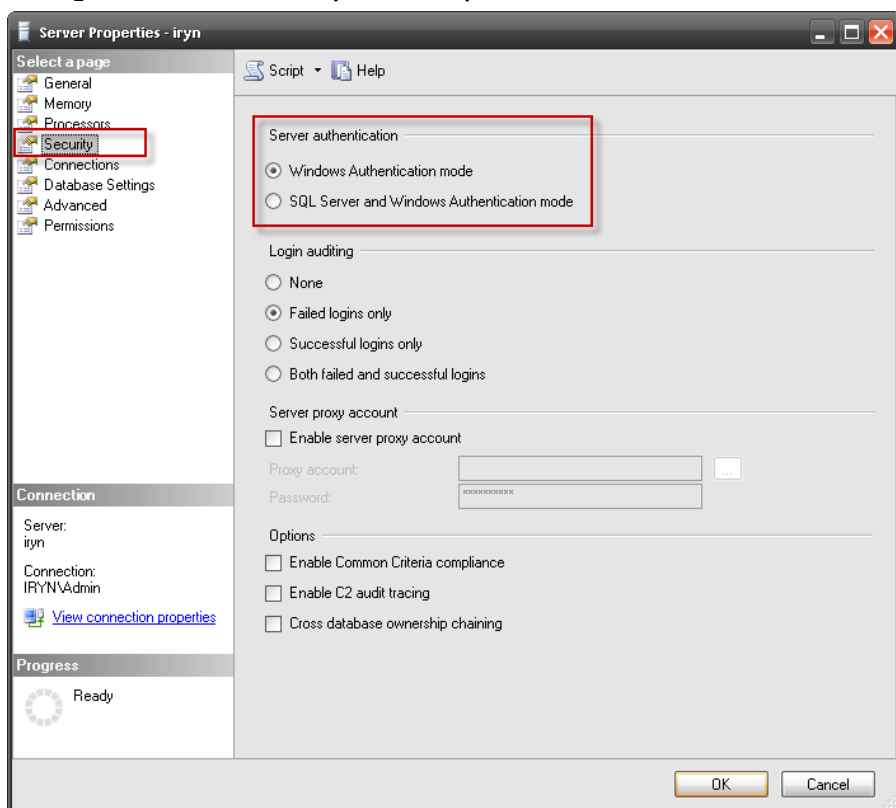 Server Properties - iryn
Select a page
General
Memory
Processors
Security
Connections
Database Settings
Advanced
Permissions
Script
Help
Server authentication
Windows Authentication mode
SQL Server and Windows Authentication mode
Login auditing
None
Failed logins only
Successful logins only
Both failed and successful logins
Server proxy account
Enable server proxy account
Proxy account:
...
Password:
**********
Options
Enable Common Criteria compliance
Enable C2 audit tracing
Cross database ownership chaining
Connection
Server:
iryn
Connection:
IRYN\Admin
View connection properties
Progress
Ready
OK
Cancel